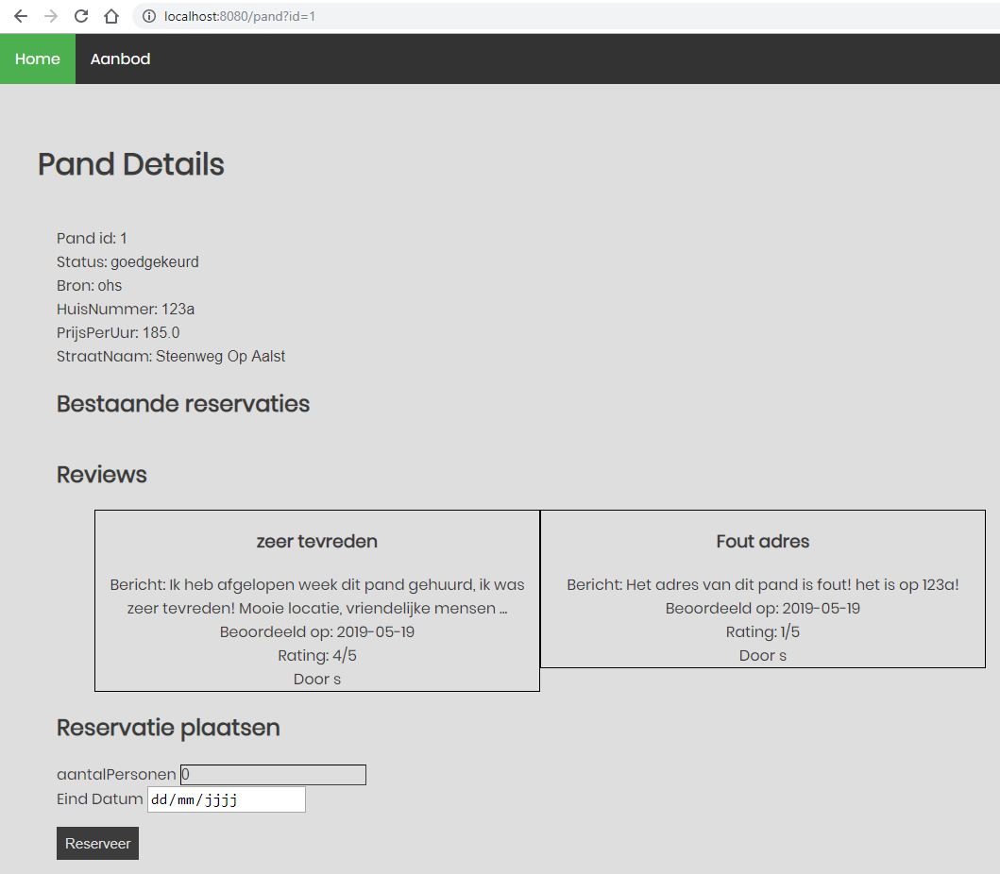 localhost:8080/pand?id=1
Home Aanbod
Pand Details
Pand id: 1
Status: goedgekeurd
Bron: ohs
HuisNummer: 123a
PrijsPerUur: 185.0
StraatNaam: Steenweg Op Aalst
Bestaande reservaties
Reviews
zeer tevreden
Bericht: Ik heb afgelopen week dit pand gehuurd, ik was
zeer tevreden! Mooie locatie, vriendelijke mensen ...
Beoordeeld op: 2019-05-19
Rating: 4/5
Door s
Fout adres
Bericht: Het adres van dit pand is fout! het is op 123a!
Beoordeeld op: 2019-05-19
Rating: 1/5
Door s
Reservatie plaatsen
aantalPersonen 0
Eind Datum dd/mm/jjjj
Reserveer